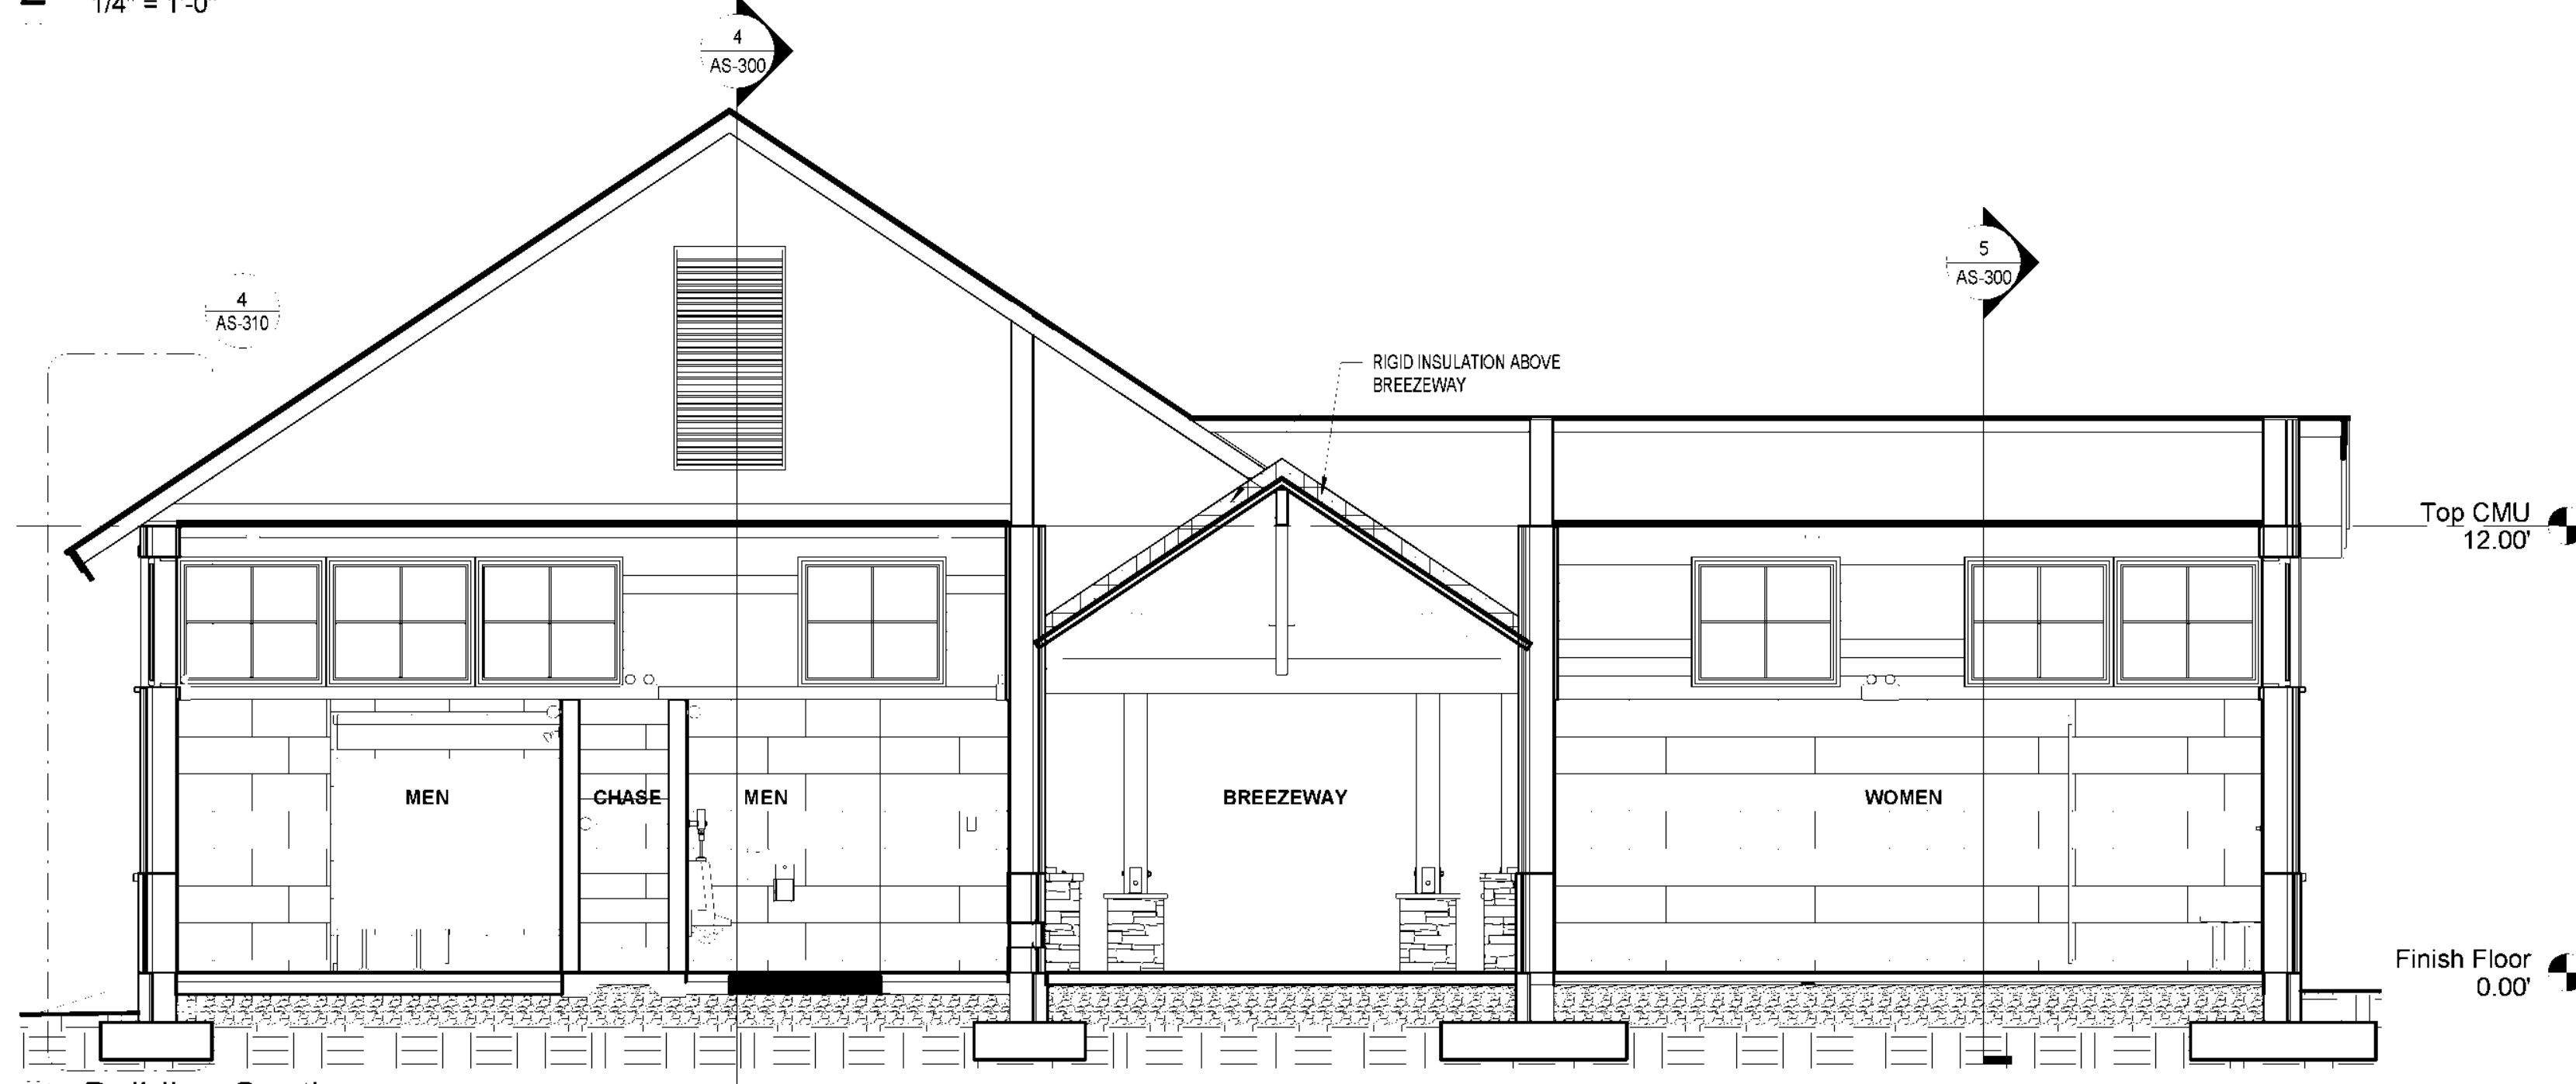 1/4" = 1'-0"
4
AS-300
5
AS-300
4
AS-310
RIGID INSULATION ABOVE
BREEZEWAY
Top CMU
12.00'
MEN
CHASE
MEN
BREEZEWAY
WOMEN
Finish Floor
0.00'